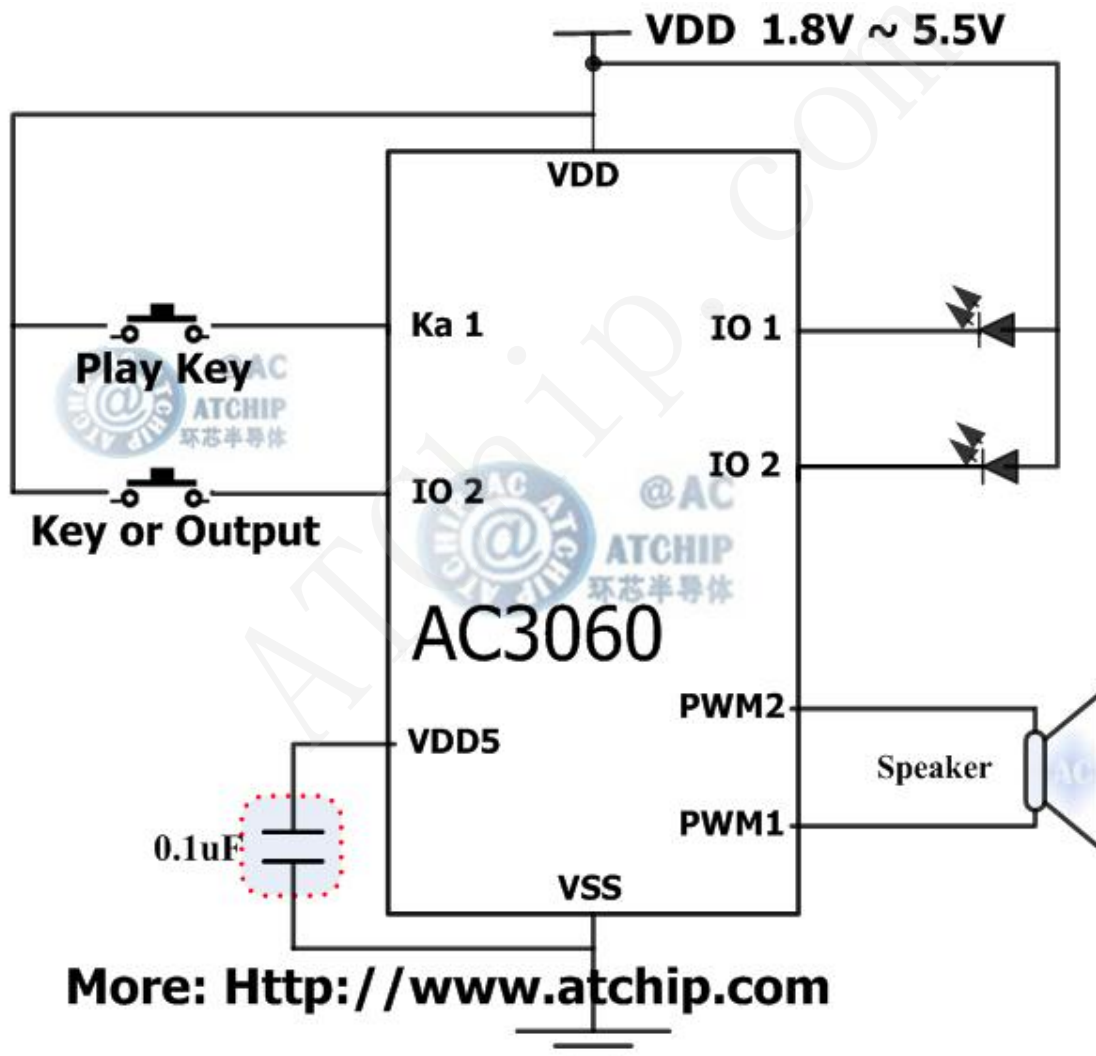 VDD 1.8V ~ 5.5V
VDD
Ka 1
IO 1
Play Key
@AC
ATCHIP
环芯半导体
IO 2
IO 2
Key or Output
@AC
ATCHIP
环芯半导体
ATChip.com
AC3060
PWM2
VDD5
Speaker
AC
PWM1
0.1uF
VSS
More: Http://www.atchip.com